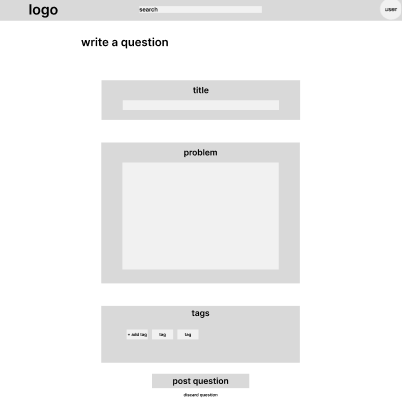 logo
search
user
write a question
title
problem
tags
+ add tag tag tag
post question
discard question